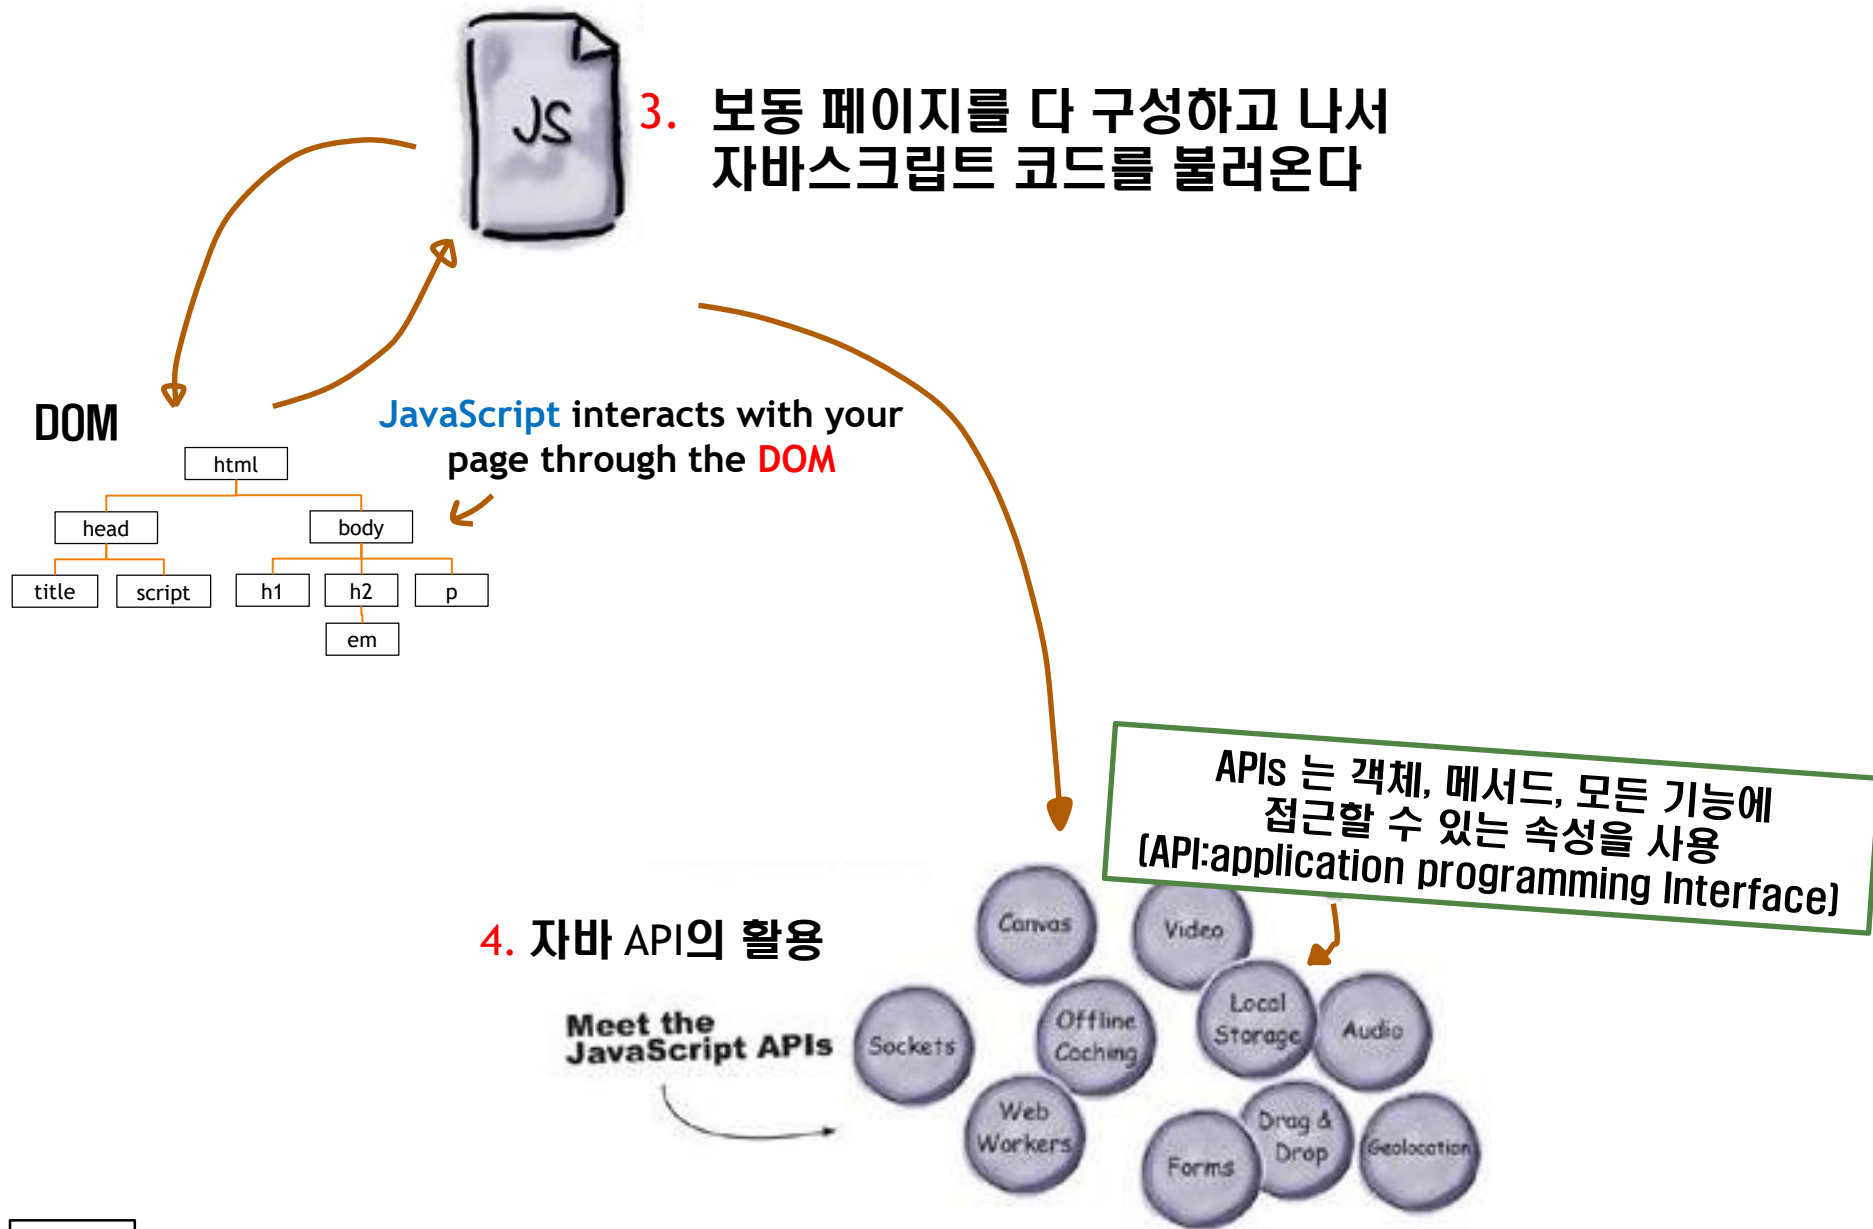 JS
3. 보통 페이지를 다 구성하고 나서
자바스크립트 코드를 불러온다
DOM
JavaScript interacts with your
page through the DOM
html
head
body
title
script
h1
h2
p
em
APIs 는 객체, 메서드, 모든 기능에
접근할 수 있는 속성을 사용
(API:application programming Interface)
4. 자바 API의 활용
Meet the
JavaScript APIs
Canvas
Video
Sockets
Offline
Caching
Local
Storage
Audio
Web
Workers
Forms
Drag &
Drop
Geolocation